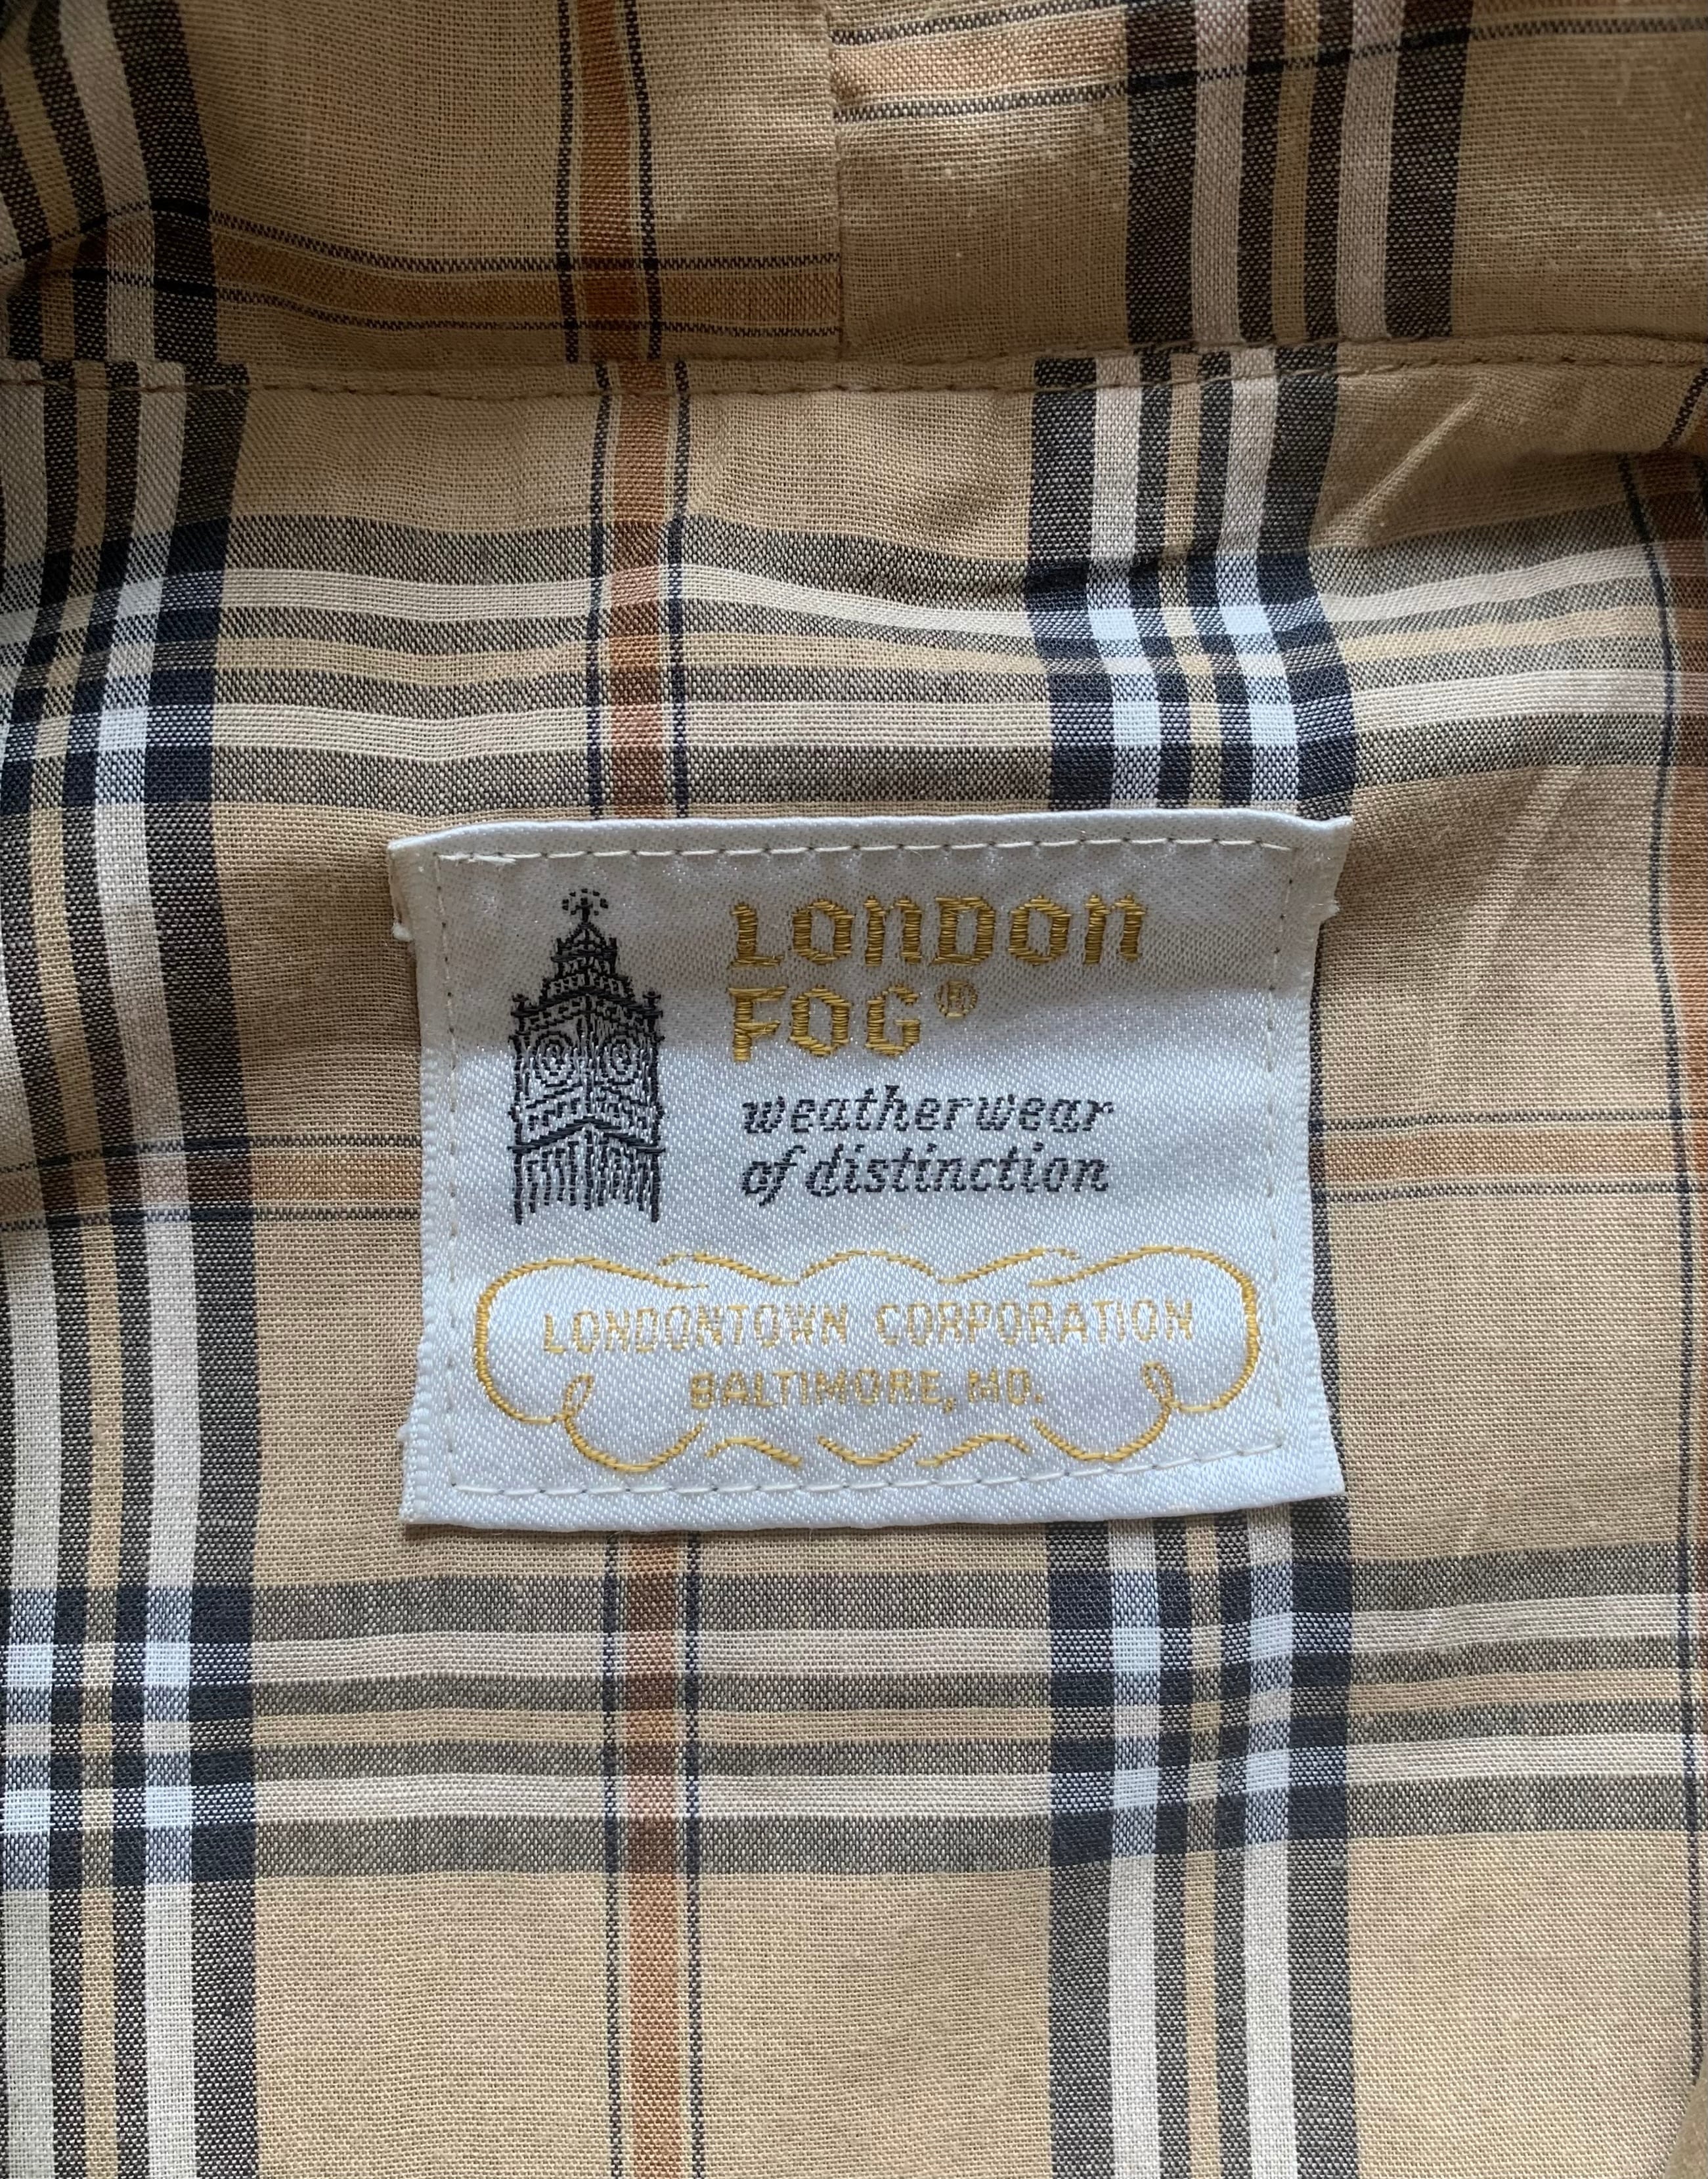 LONDON
FOG®
weatherwear
of distinction
LONDONTOWN CORPORATION
BALTIMORE, MD.